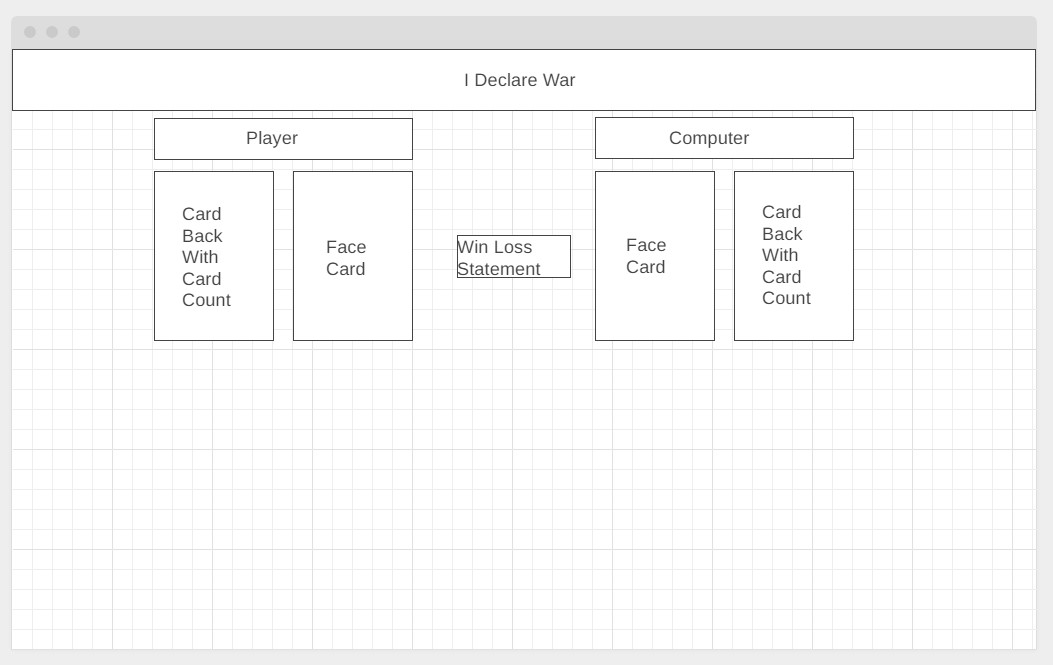 I Declare War
Player
Computer
Card
Back
With
Card
Count
Face
Card
Win Loss
Statement
Face
Card
Card
Back
With
Card
Count